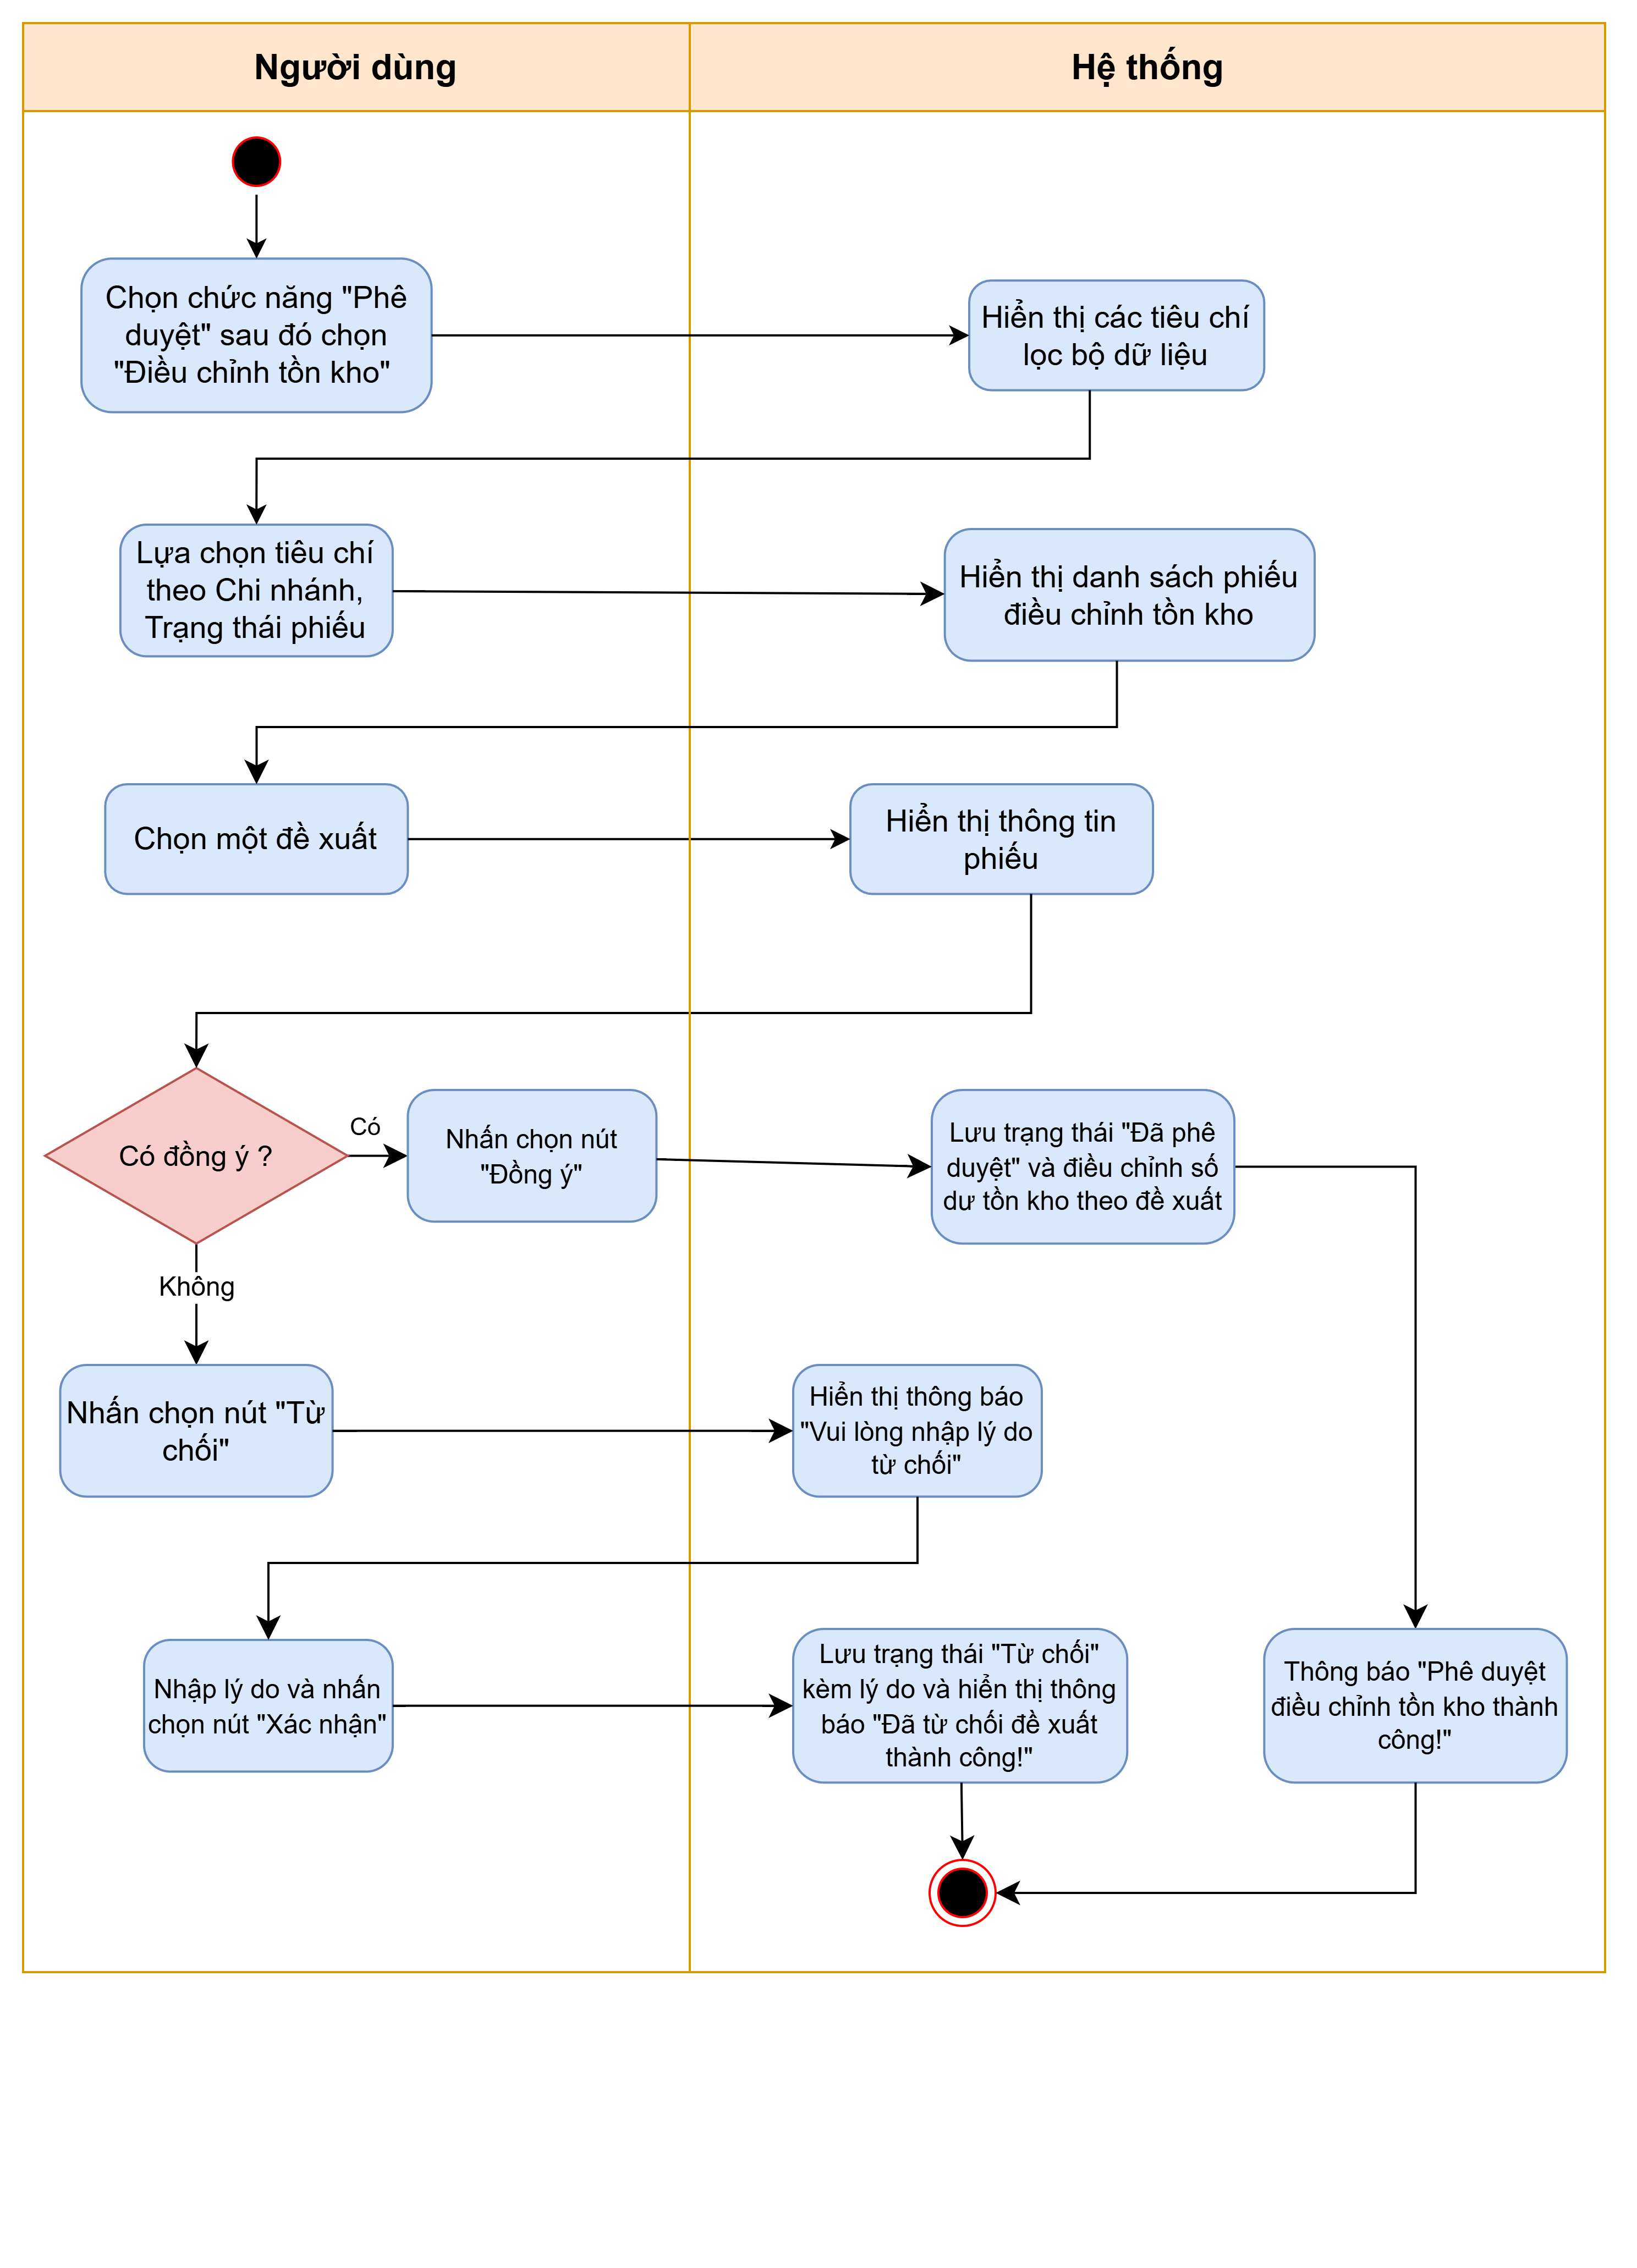 Người dùng
Hệ thống
Chọn chức năng "Phê
duyệt" sau đó chọn
"Điều chỉnh tồn kho"
Hiển thị các tiêu chí
lọc bộ dữ liệu
Lựa chọn tiêu chí
theo Chi nhánh,
Trạng thái phiếu
Hiển thị danh sách phiếu
điều chỉnh tồn kho
Chọn một đề xuất
Hiển thị thông tin
phiếu
Có đồng ý ?
Có
Nhấn chọn nút
"Đồng ý"
Lưu trạng thái "Đã phê
duyệt" và điều chỉnh số
dư tồn kho theo đề xuất
Không
Nhấn chọn nút "Từ
chối"
Hiển thị thông báo
"Vui lòng nhập lý do
từ chối"
Nhập lý do và nhấn
chọn nút "Xác nhận"
Lưu trạng thái "Từ chối"
kèm lý do và hiển thị thông
báo "Đã từ chối đề xuất
thành công!"
Thông báo "Phê duyệt
điều chỉnh tồn kho thành
công!"